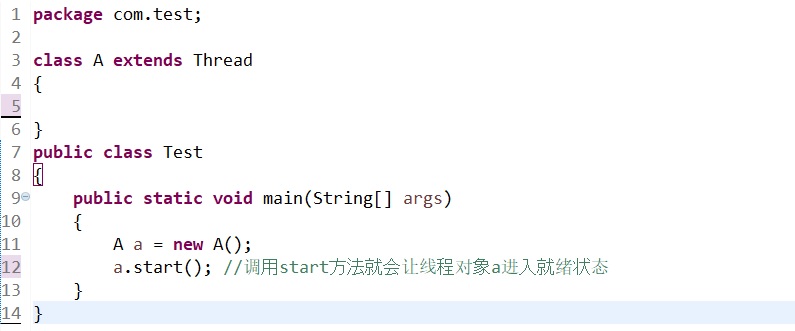 1 package com.test;
2
3 class A extends Thread
4 {
5
6 }
7 public class Test
8 {
9     public static void main(String[] args)
10     {
11         A a = new A();
12         a.start(); //调用start方法就会让线程对象a进入就绪状态
13     }
14 }